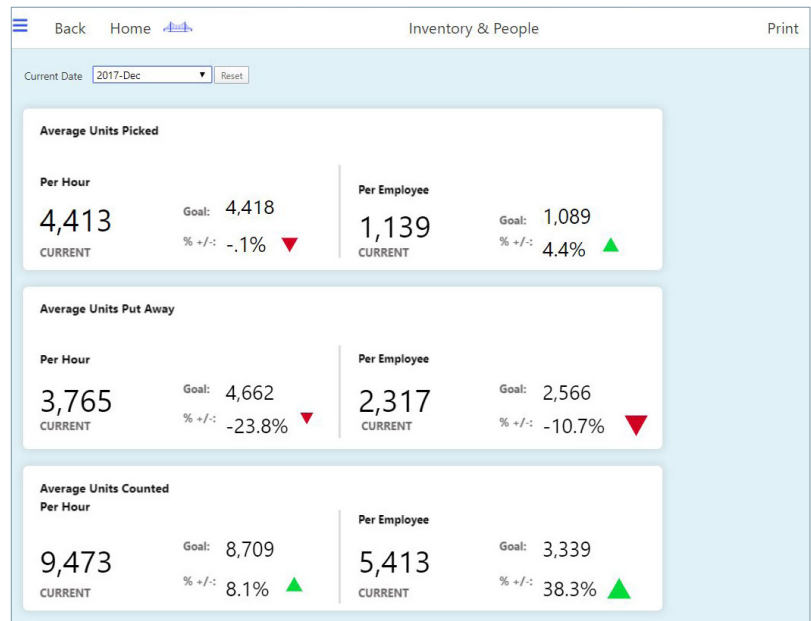 Back Home Inventory & People Print
Current Date 2017-Dec Reset
Average Units Picked
Per Hour
4,413
CURRENT
Goal: 4,418
% +/-: -.1%
Per Employee
1,139
CURRENT
Goal: 1,089
% +/-: 4.4%
Average Units Put Away
Per Hour
3,765
CURRENT
Goal: 4,662
% +/-: -23.8%
Per Employee
2,317
CURRENT
Goal: 2,566
% +/-: -10.7%
Average Units Counted
Per Hour
9,473
CURRENT
Goal: 8,709
% +/-: 8.1%
Per Employee
5,413
CURRENT
Goal: 3,339
% +/-: 38.3%